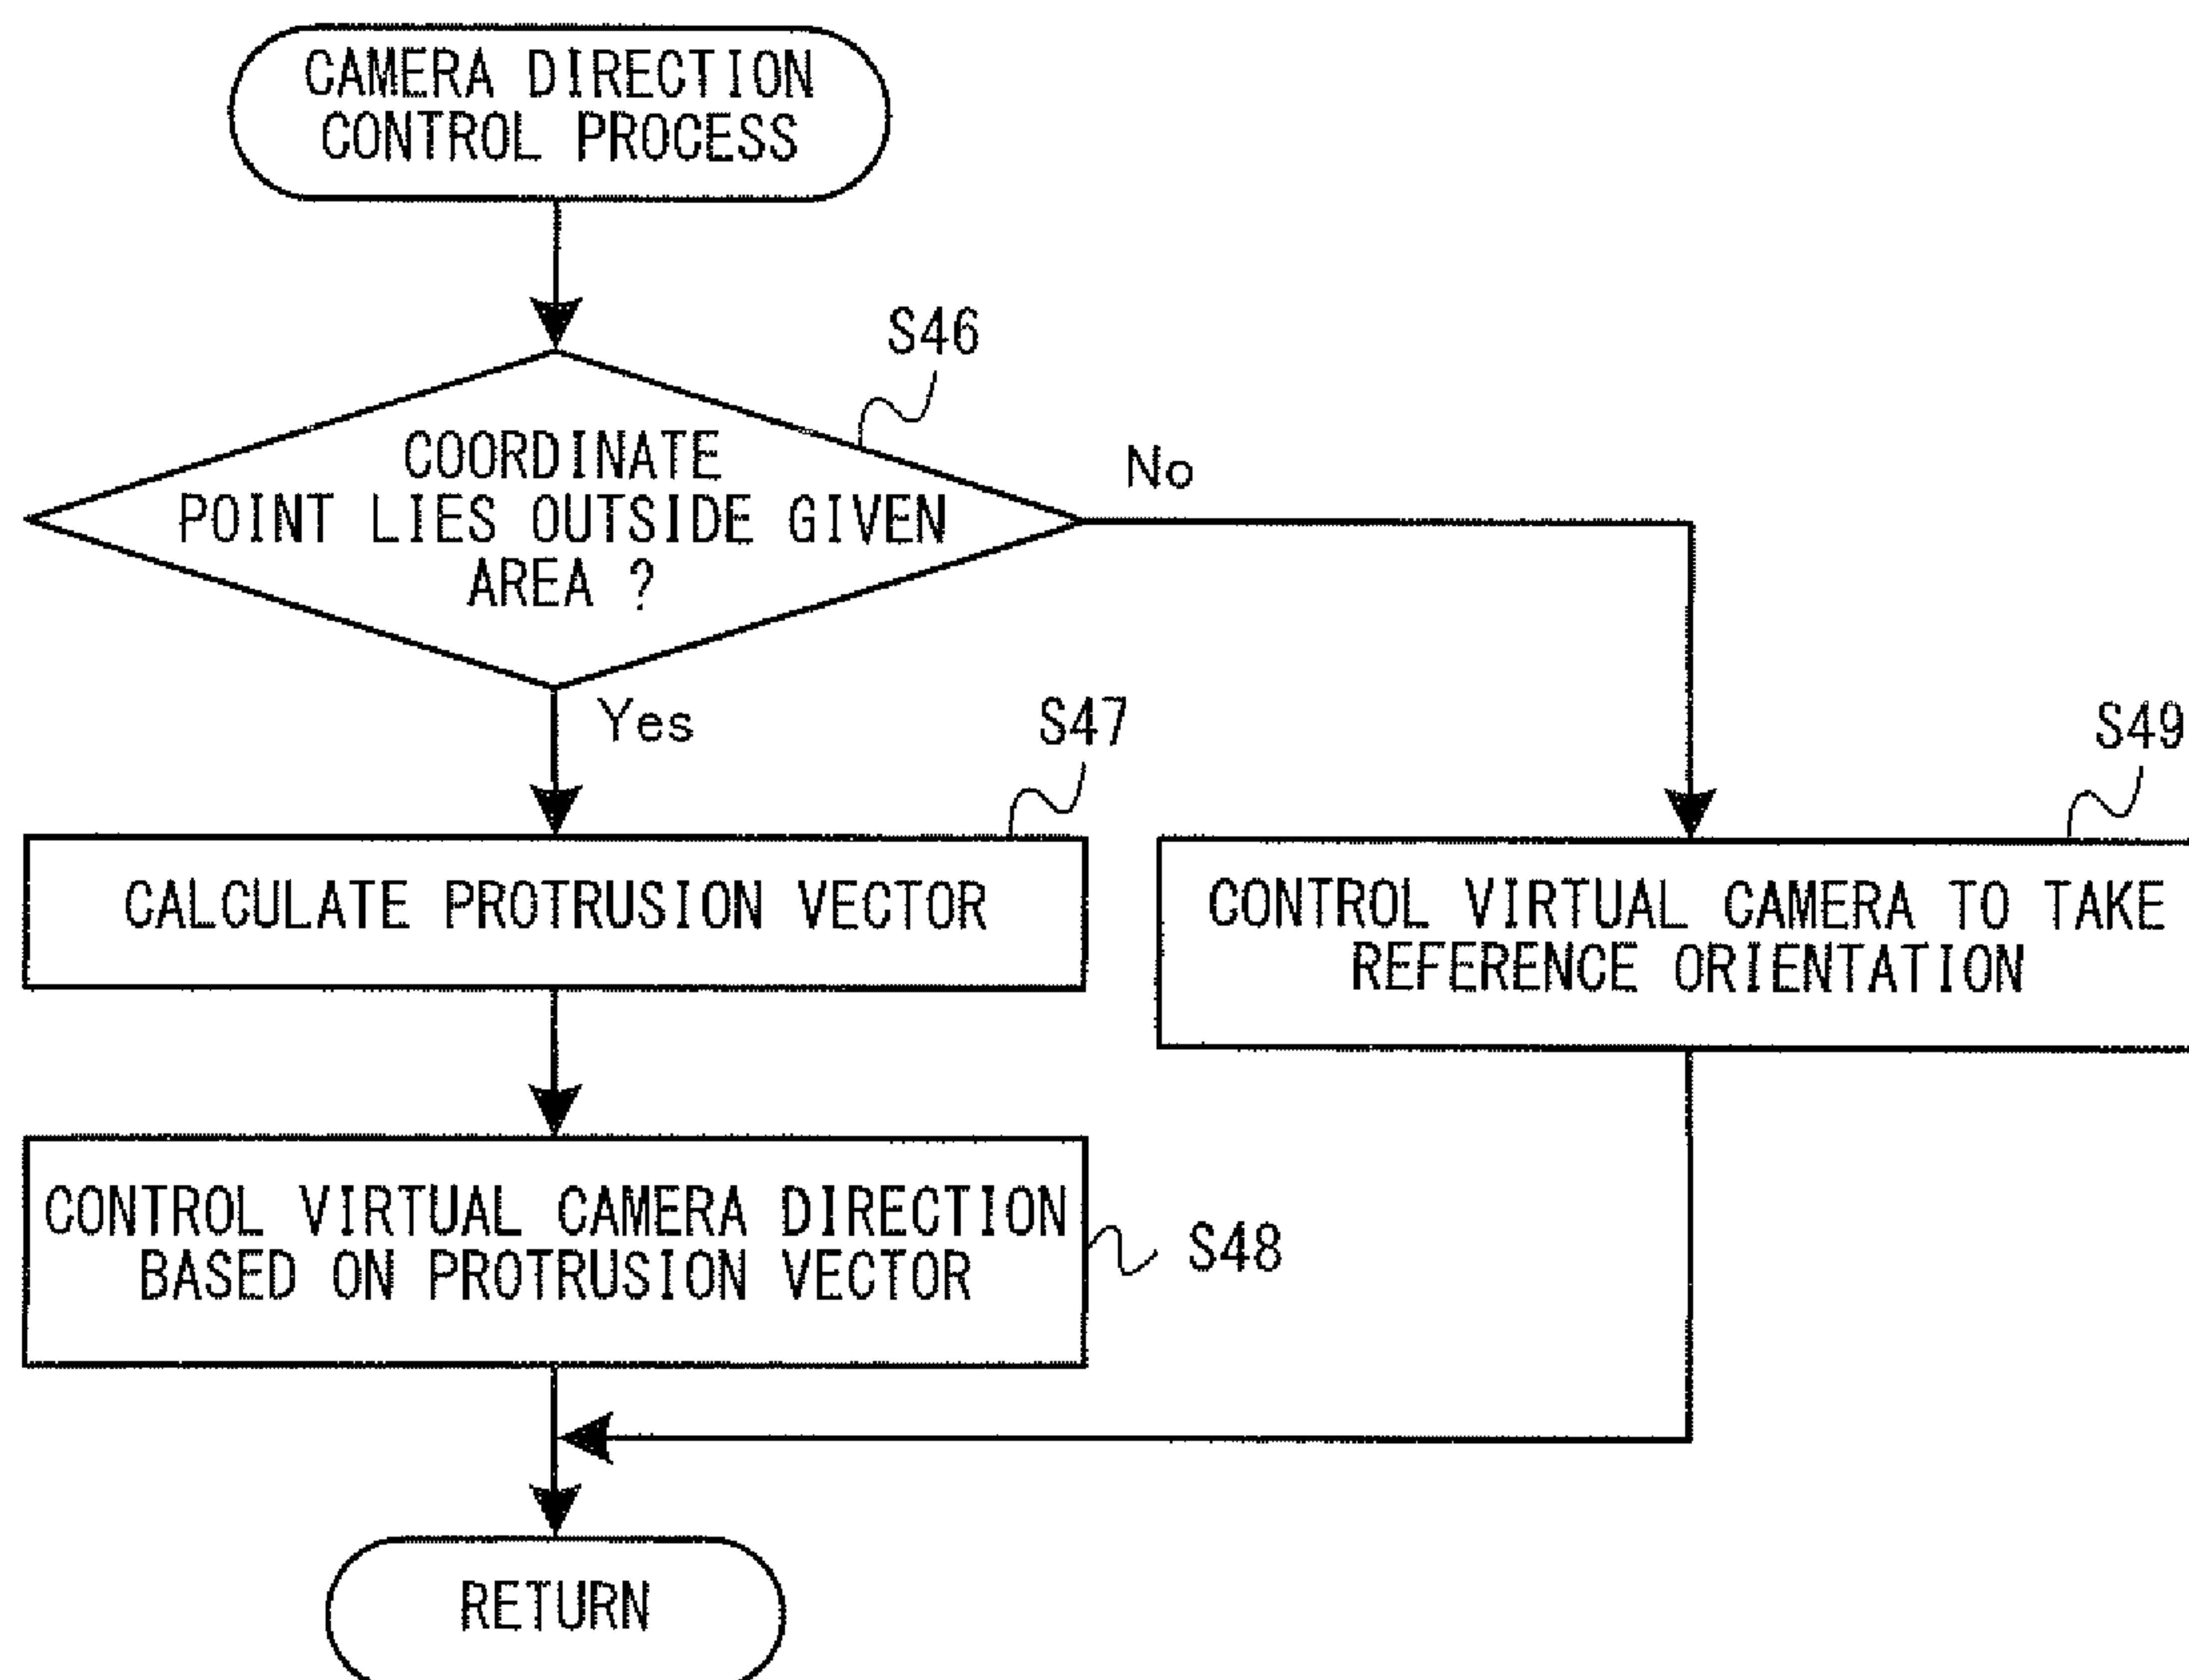 CAMERA DIRECTION
CONTROL PROCESS
S46
COORDINATE
POINT LIES OUTSIDE GIVEN
AREA ?
No
Yes
S47
CALCULATE PROTRUSION VECTOR
S49
CONTROL VIRTUAL CAMERA TO TAKE
REFERENCE ORIENTATION
CONTROL VIRTUAL CAMERA DIRECTION
BASED ON PROTRUSION VECTOR
S48
RETURN